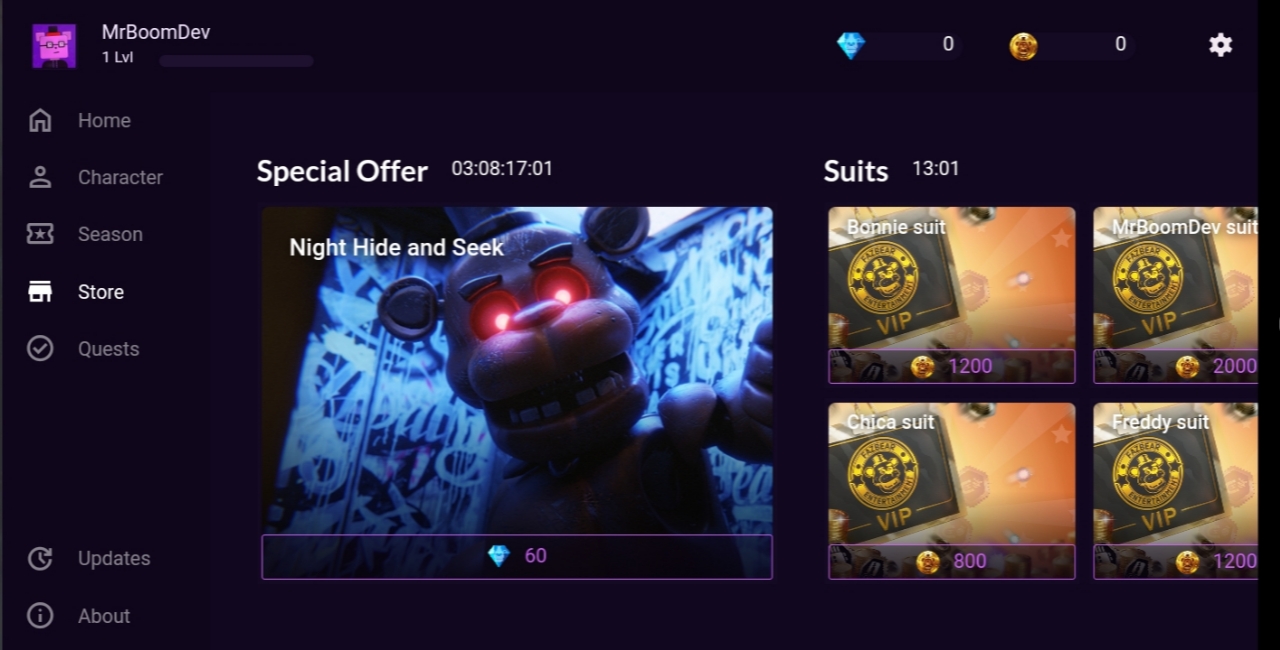 MrBoomDev
1 Lvl
0
0
Home
Character
Season
Store
Quests
Updates
About
Special Offer 03:08:17:01
Night Hide and Seek
60
Suits 13:01
Bonnie suit
FAZBEAR
ENTERTAINMENT
VIP
1200
MrBoomDev suit
FAZBEAR
ENTERTAINMENT
VIP
2000
Chica suit
FAZBEAR
ENTERTAINMENT
VIP
800
Freddy suit
FAZBEAR
ENTERTAINMENT
VIP
1200